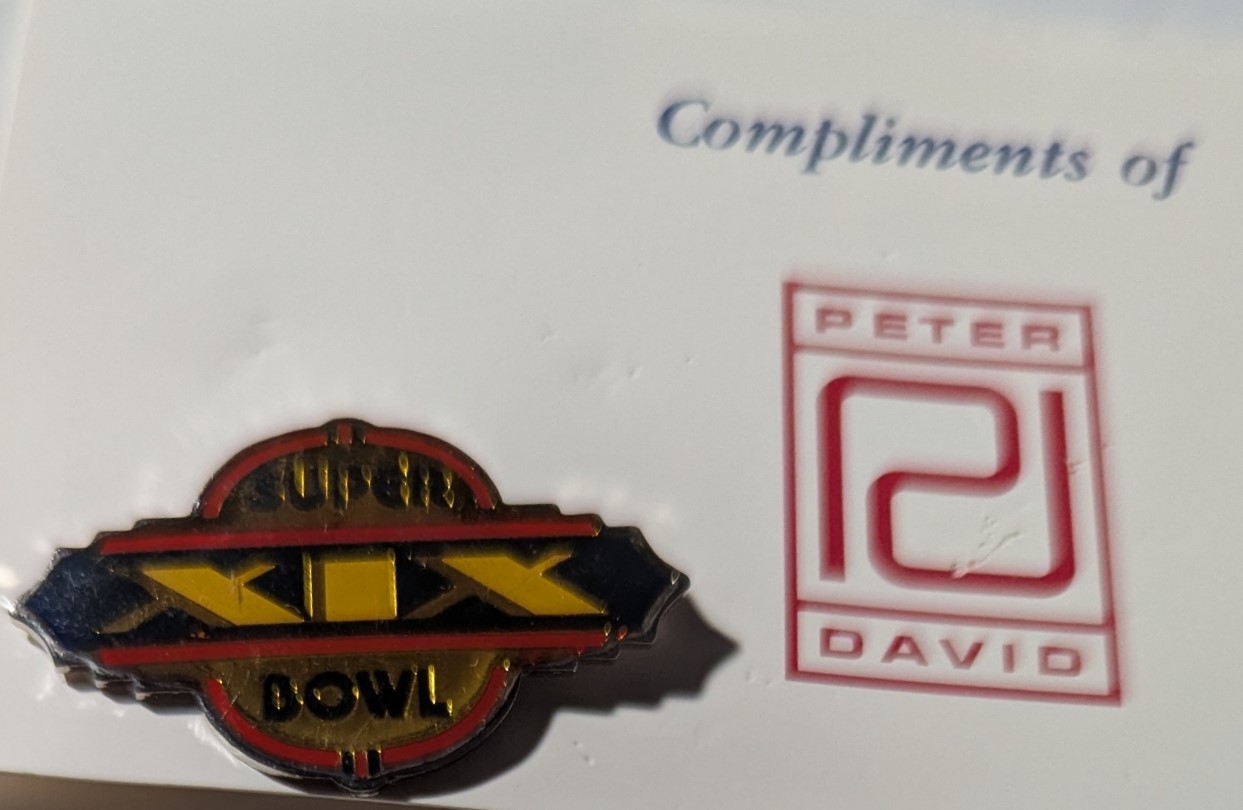 Compliments of
PETER
DAVID
SUPER
XIX
BOWL